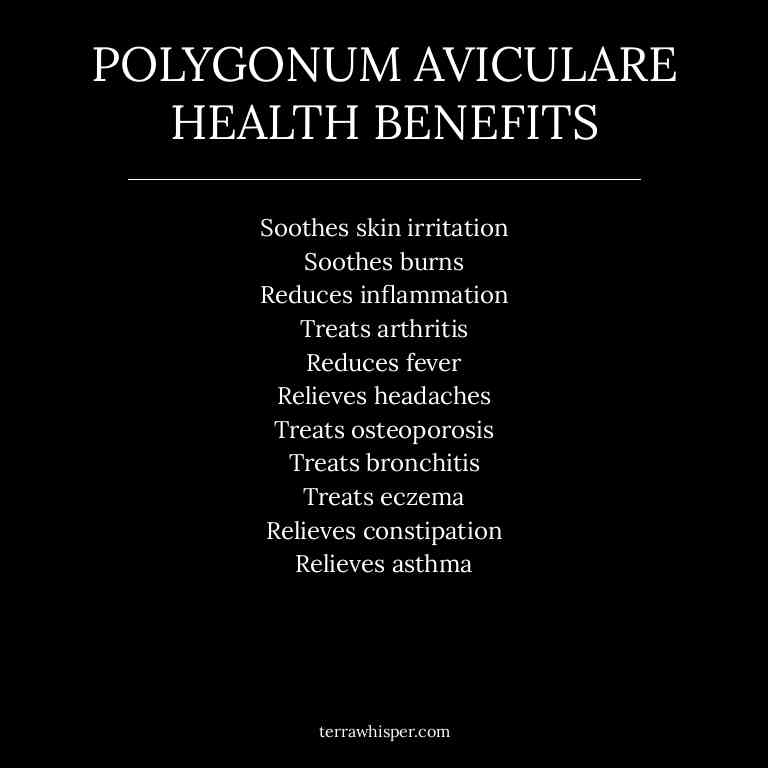 POLYGONUM AVICULARE
HEALTH BENEFITS
Soothes skin irritation
Soothes burns
Reduces inflammation
Treats arthritis
Reduces fever
Relieves headaches
Treats osteoporosis
Treats bronchitis
Treats eczema
Relieves constipation
Relieves asthma
terrawhisper.com